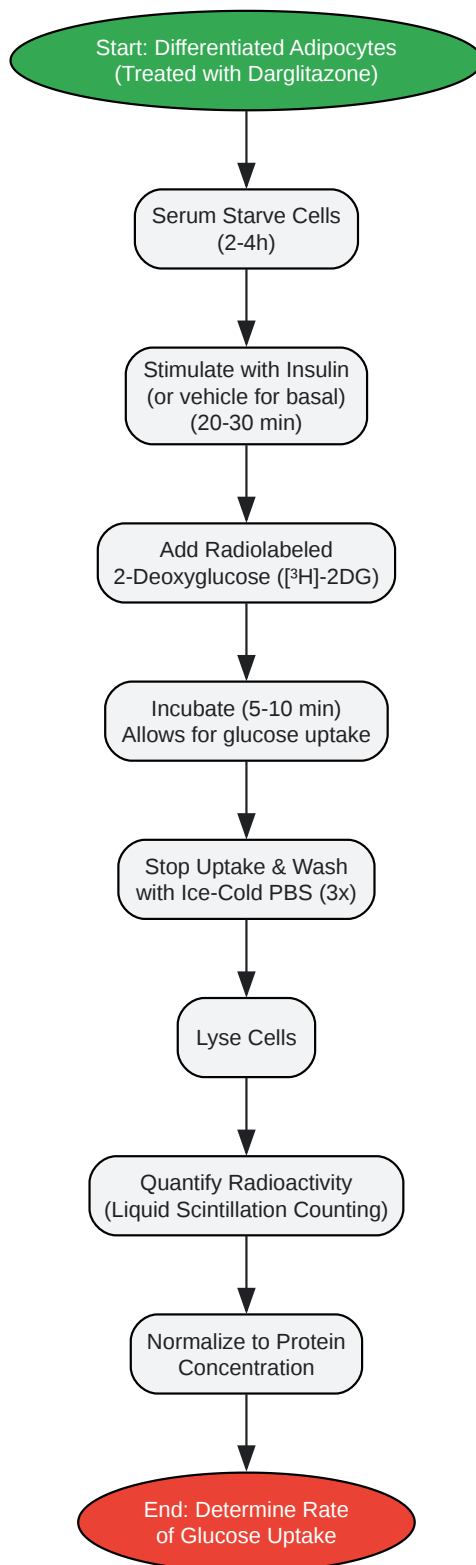 Start: Differentiated Adipocytes
(Treated with Darglitazone)
Serum Starve Cells
(2-4h)
Stimulate with Insulin
(or vehicle for basal)
(20-30 min)
Add Radiolabeled
2-Deoxyglucose ([³H]-2DG)
Incubate (5-10 min)
Allows for glucose uptake
Stop Uptake & Wash
with Ice-Cold PBS (3x)
Lyse Cells
Quantify Radioactivity
(Liquid Scintillation Counting)
Normalize to Protein
Concentration
End: Determine Rate
of Glucose Uptake